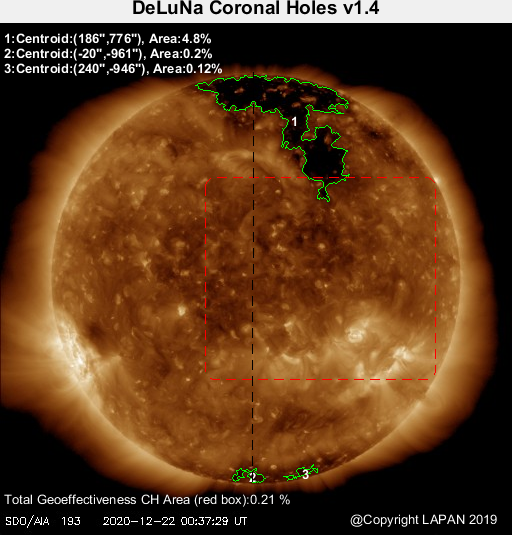 DeLuNa Coronal Holes v1.4
1:Centroid:(186",776"), Area:4.8%
2:Centroid:(-20",-961"), Area:0.2%
3:Centroid:(240",-946"), Area:0.12%
1
2
3
Total Geoeffectiveness CH Area (red box):0.21 %
SDO/AIA 193 2020-12-22 00:37:29 UT
@Copyright LAPAN 2019